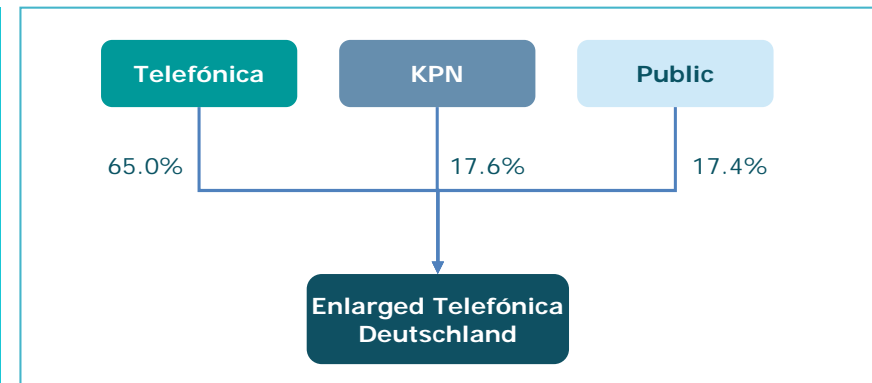 Telefónica
KPN
Public
65.0%
17.6%
17.4%
Enlarged Telefónica
Deutschland